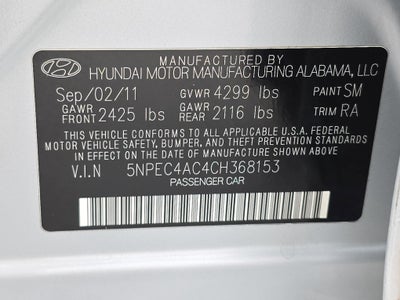 MANUFACTURED BY
HYUNDAI MOTOR MANUFACTURING ALABAMA, LLC
Sep/02/11 GVWR 4299 lbs PAINT SM
GAWR FRONT 2425 lbs GAWR REAR 2116 lbs TRIM RA
THIS VEHICLE CONFORMS TO ALL APPLICABLE U.S.A. FEDERAL
MOTOR VEHICLE SAFETY, BUMPER, AND THEFT PREVENTION
STANDARDS IN EFFECT ON THE DATE OF MANUFACTURE SHOWN ABOVE.
V.I.N 5NPEC4AC4CH368153
PASSENGER CAR